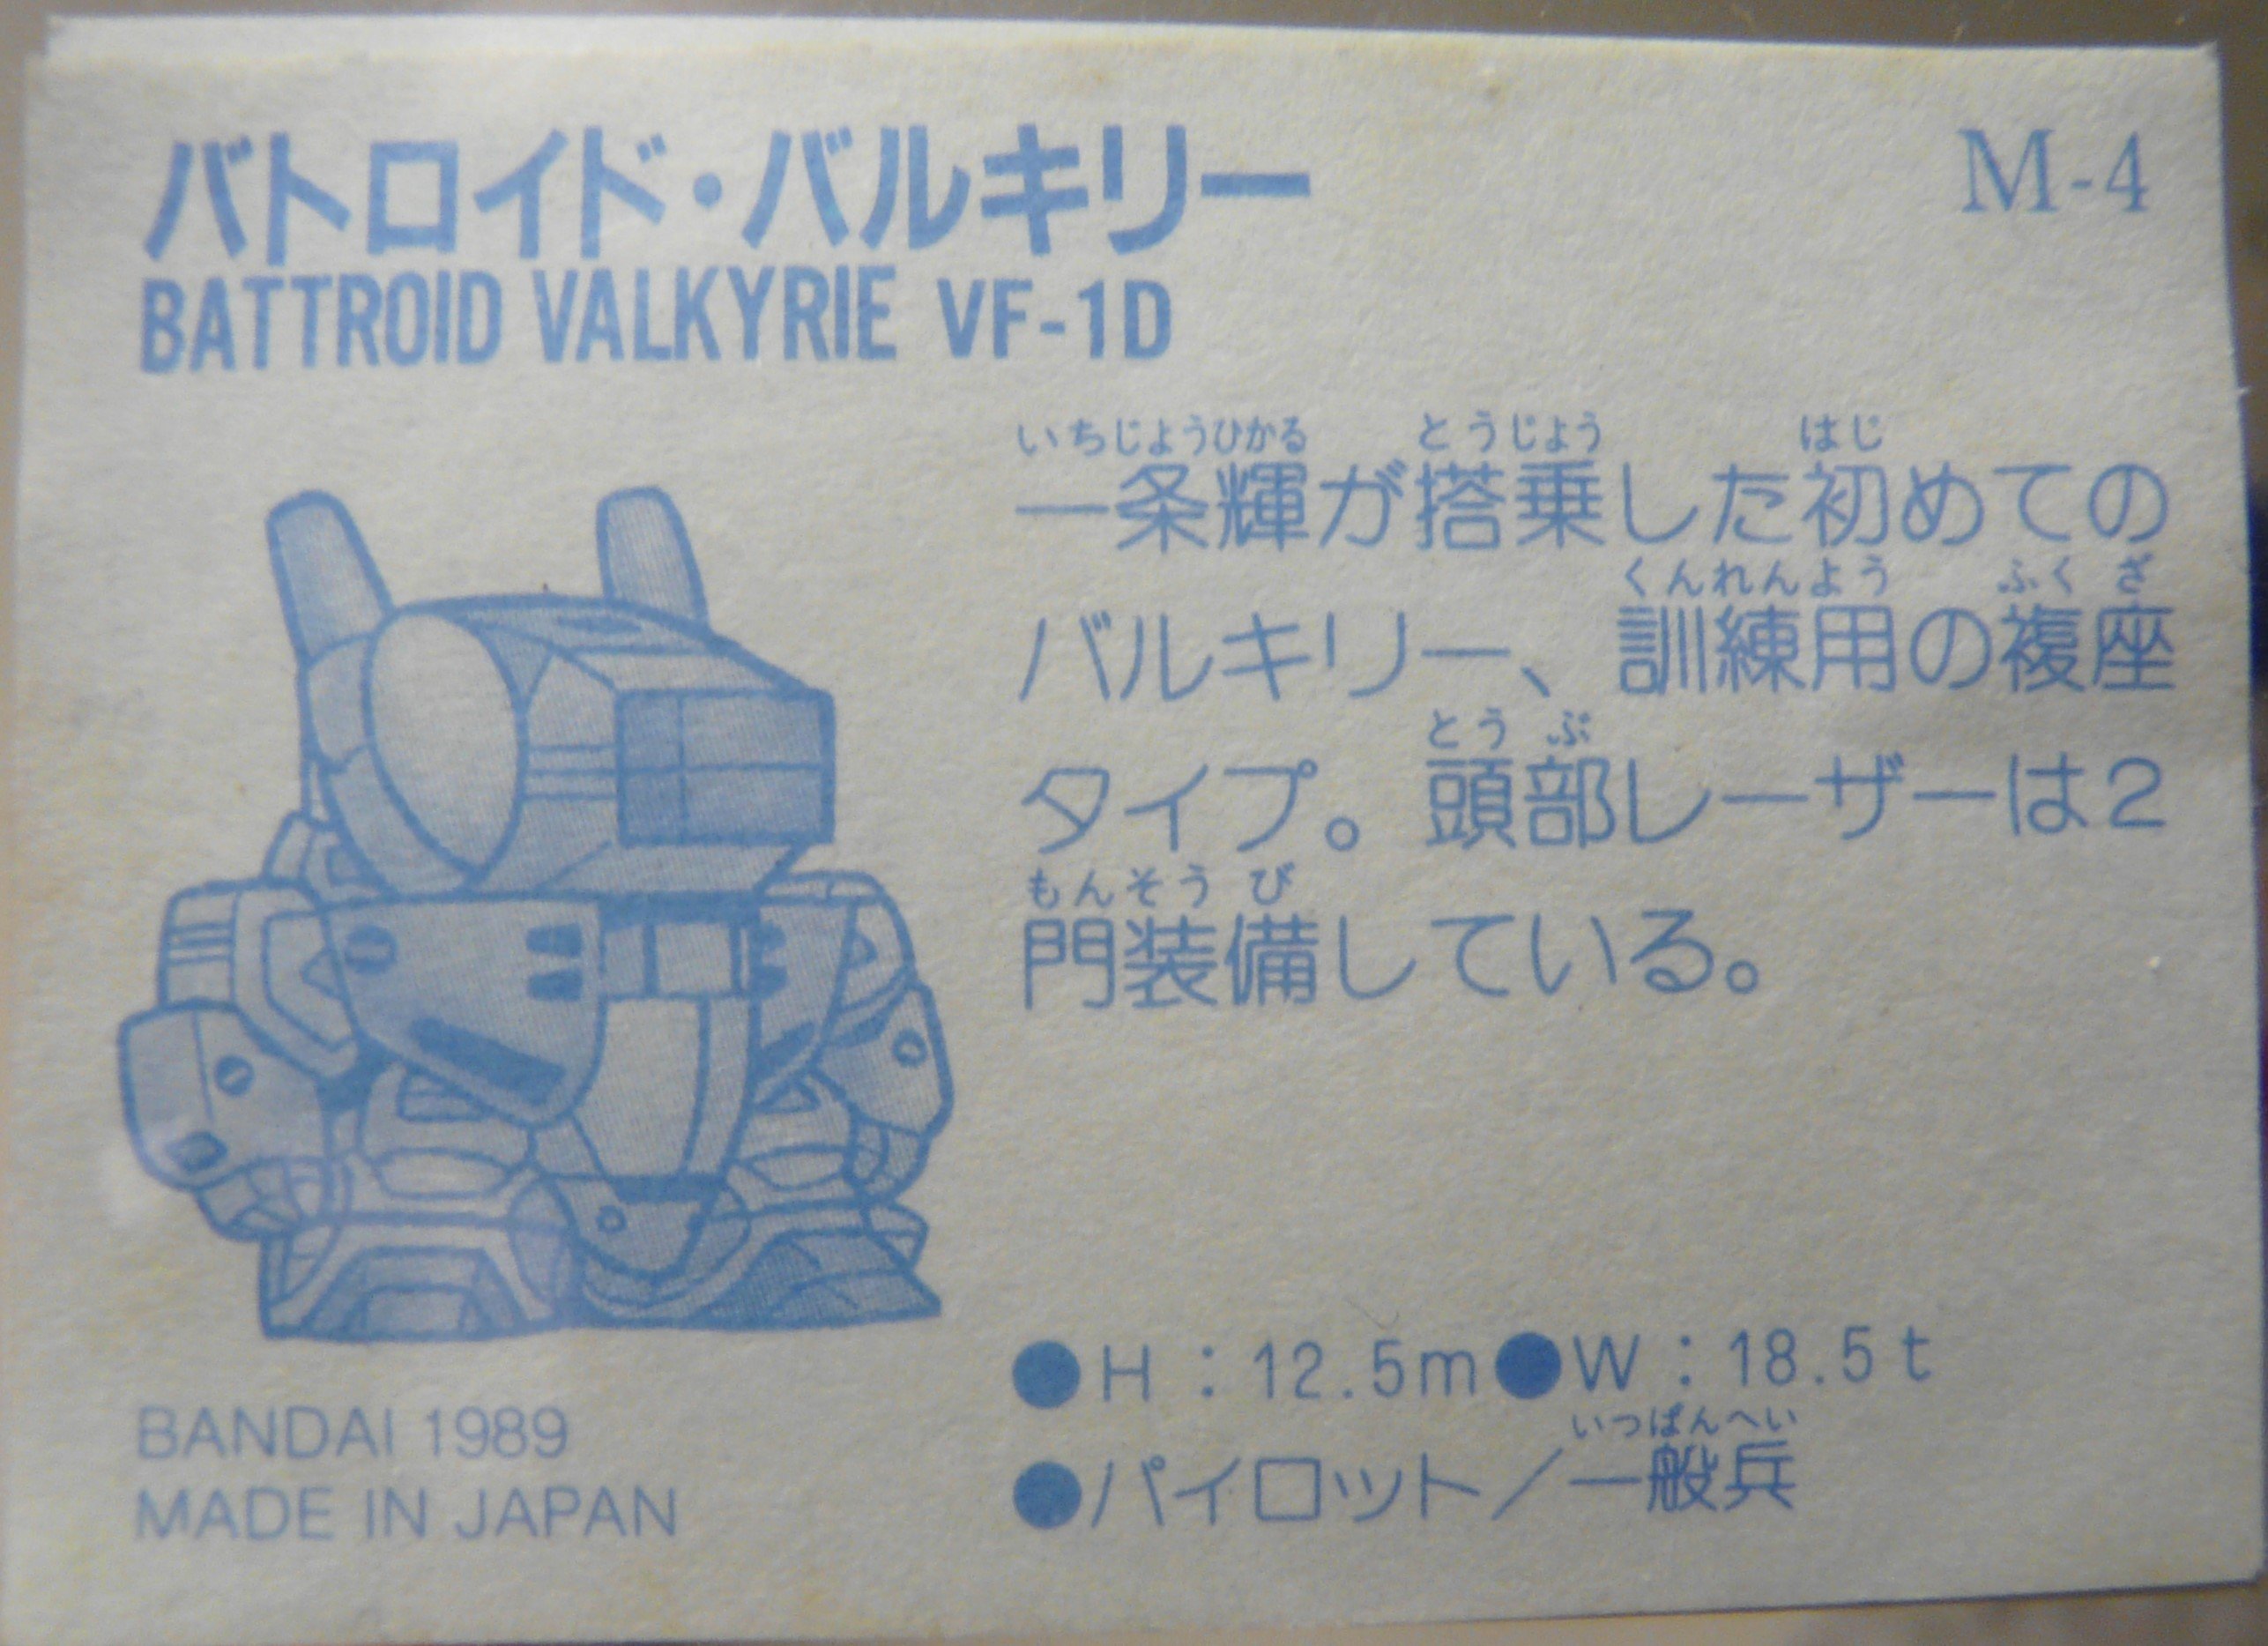 バトロイド・バルキリー
M-4
BATTROID VALKYRIE VF-1D
いちじょうひかる とうじょう はじ
一条輝が搭乗した初めての
くんれんよう ふくざ
バルキリー、訓練用の複座
とうぶ
タイプ。頭部レーザーは2
もんそうび
門装備している。
●H：12.5m●W：18.5t
いっぱんへい
●パイロット／一般兵
BANDAI 1989
MADE IN JAPAN